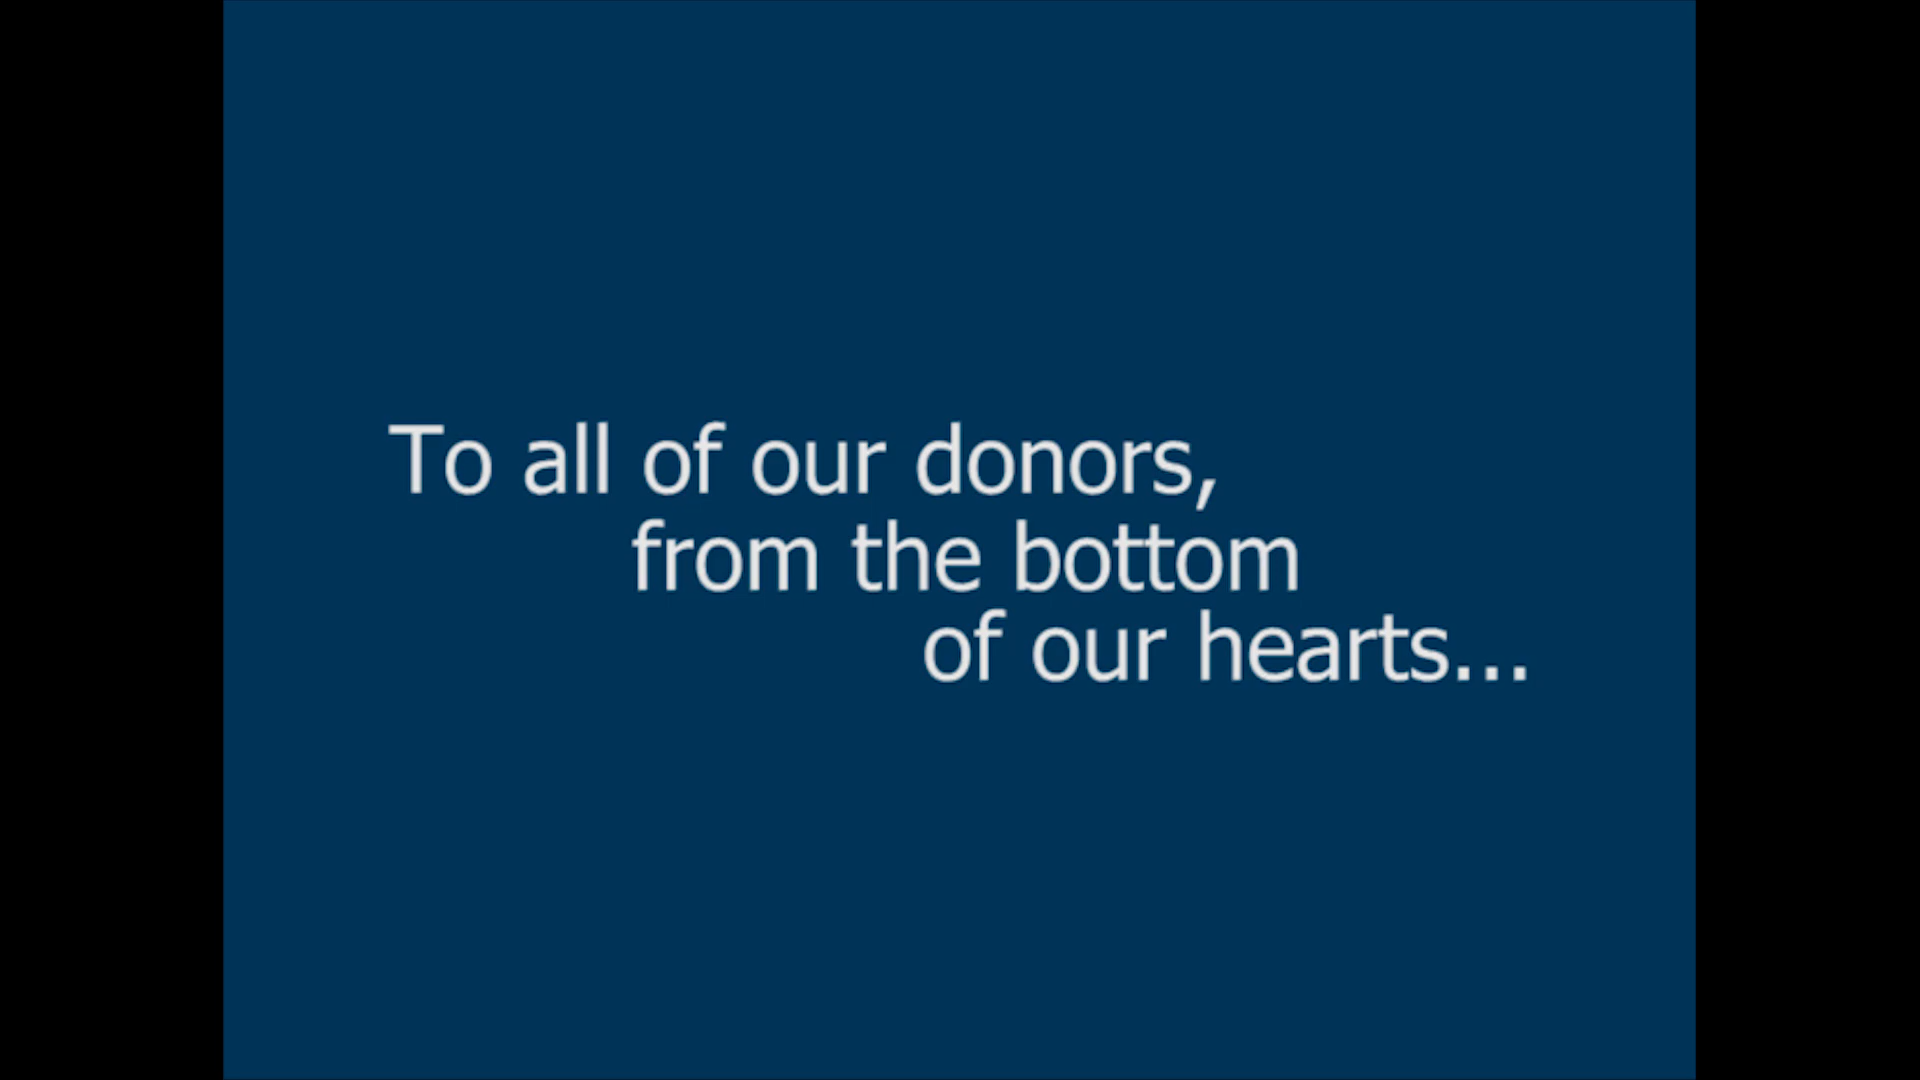 To all of our donors,
from the bottom
of our hearts...